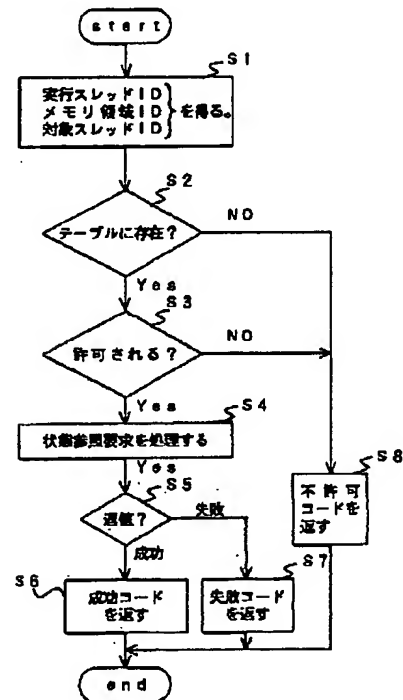 start
S1
実行スレッドID
メモリ領域ID
対象スレッドID
を得る。
S2
テーブルに存在?
NO
Yes
S3
許可される?
NO
Yes
S4
状態参照要求を処理する
Yes
S5
返値?
失敗
成功
S8
不許可
コードを
返す
S6
成功コード
を返す
S7
失敗コード
を返す
end